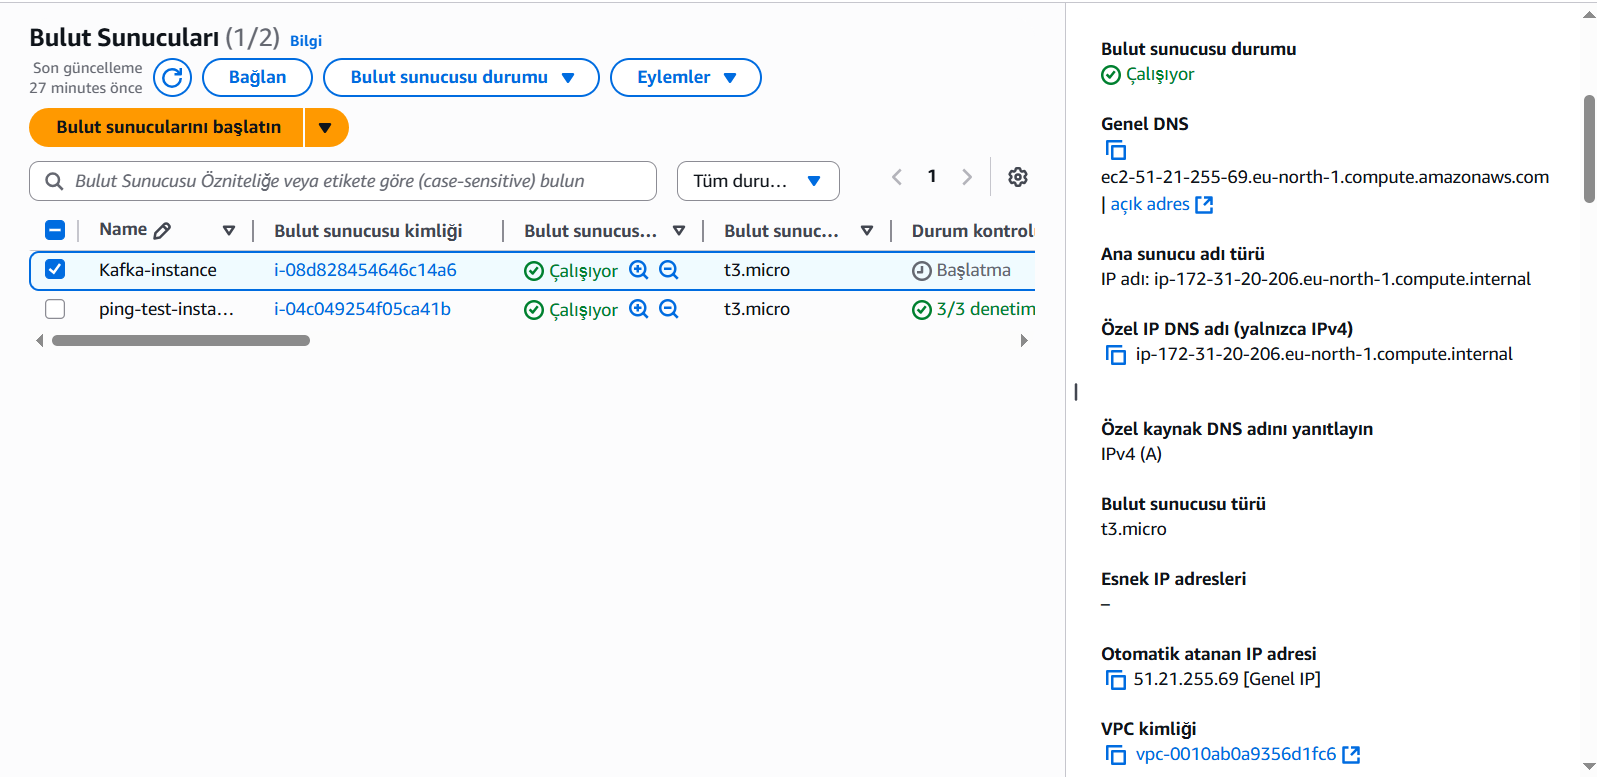 Bulut Sunucuları (1/2) Bilgi
Son güncelleme
27 minutes önce
Bağlan
Bulut sunucusu durumu
Eylemler
Bulut sunucularını başlatın
Bulut Sunucusu Özniteliğe veya etikete göre (case-sensitive) bulun
Tüm duru...
1
Name
Bulut sunucusu kimliği
Bulut sunucus...
Bulut sunuc...
Durum kontrol
Kafka-instance i-08d828454646c14a6 Çalışıyor t3.micro Başlatma
ping-test-insta... i-04c049254f05ca41b Çalışıyor t3.micro 3/3 denetim
Bulut sunucusu durumu
Çalışıyor
Genel DNS
ec2-51-21-255-69.eu-north-1.compute.amazonaws.com
| açık adres
Ana sunucu adı türü
IP adı: ip-172-31-20-206.eu-north-1.compute.internal
Özel IP DNS adı (yalnızca IPv4)
ip-172-31-20-206.eu-north-1.compute.internal
Özel kaynak DNS adını yanıtlayın
IPv4 (A)
Bulut sunucusu türü
t3.micro
Esnek IP adresleri
–
Otomatik atanan IP adresi
51.21.255.69 [Genel IP]
VPC kimliği
vpc-0010ab0a9356d1fc6